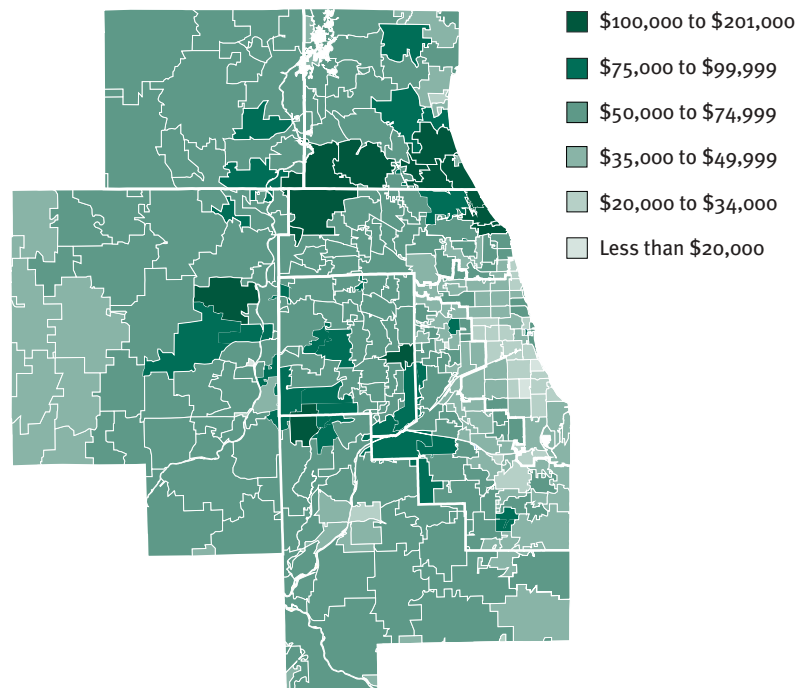 $100,000 to $201,000
$75,000 to $99,999
$50,000 to $74,999
$35,000 to $49,999
$20,000 to $34,000
Less than $20,000